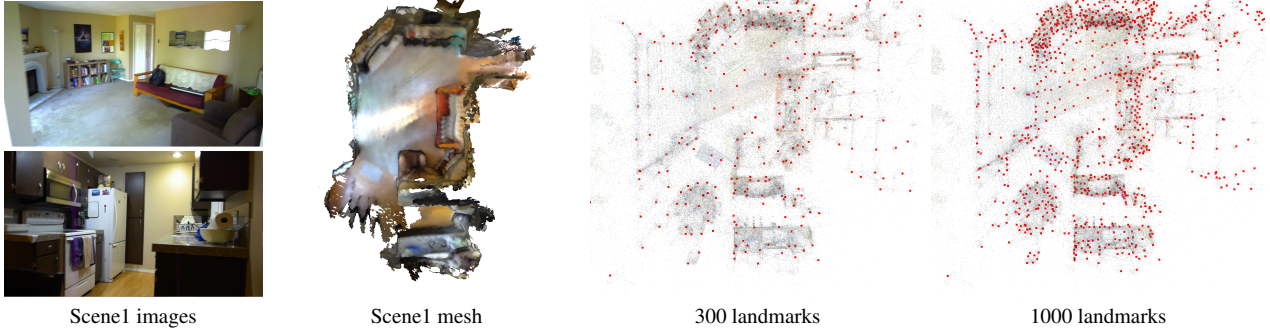 Scene1 images
Scene1 mesh
300 landmarks
1000 landmarks